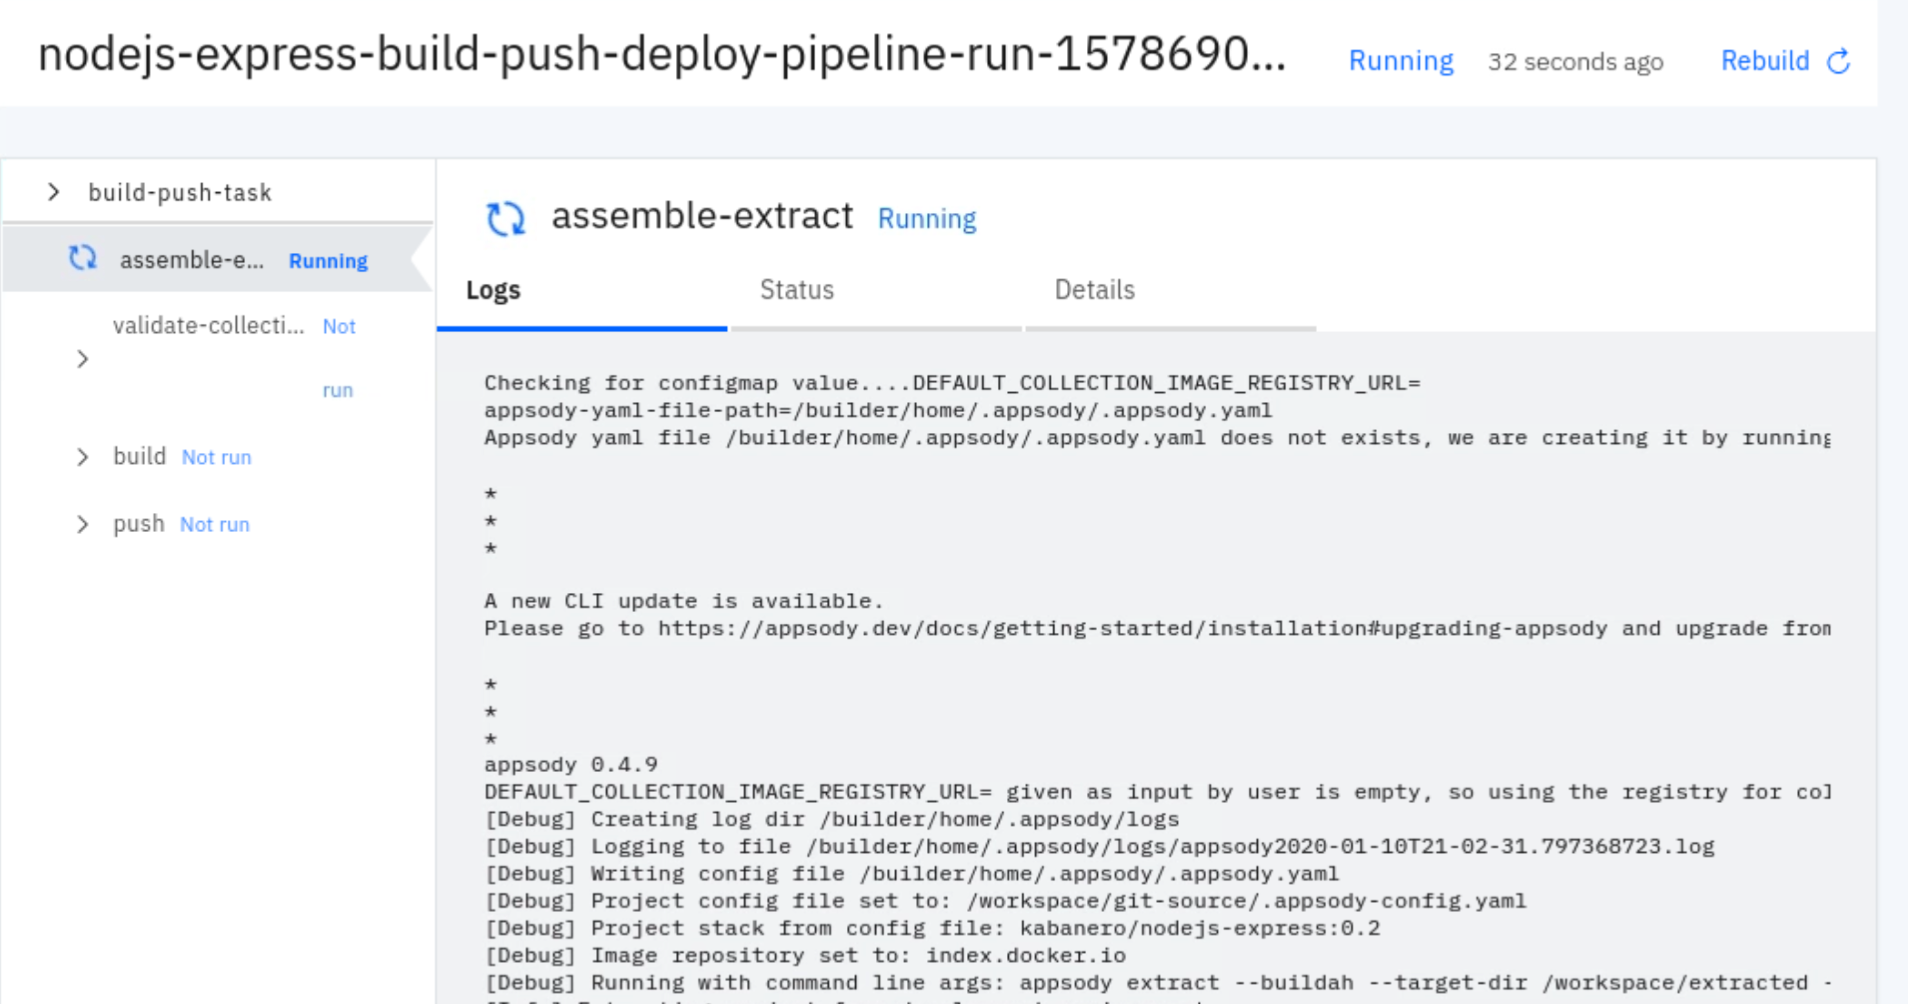 nodejs-express-build-push-deploy-pipeline-run-1578690...
Running
32 seconds ago
Rebuild
build-push-task
assemble-e... Running
validate-collecti... Not
run
build Not run
push Not run
assemble-extract Running
Logs
Status
Details
Checking for configmap value....DEFAULT_COLLECTION_IMAGE_REGISTRY_URL=
appsody-yaml-file-path=/builder/home/.appsody/.appsody.yaml
Appsody yaml file /builder/home/.appsody/.appsody.yaml does not exists, we are creating it by running
*
*
*
A new CLI update is available.
Please go to https://appsody.dev/docs/getting-started/installation#upgrading-appsody and upgrade from
*
*
*
appsody 0.4.9
DEFAULT_COLLECTION_IMAGE_REGISTRY_URL= given as input by user is empty, so using the registry for col
[Debug] Creating log dir /builder/home/.appsody/logs
[Debug] Logging to file /builder/home/.appsody/logs/appsody2020-01-10T21-02-31.797368723.log
[Debug] Writing config file /builder/home/.appsody/.appsody.yaml
[Debug] Project config file set to: /workspace/git-source/.appsody-config.yaml
[Debug] Project stack from config file: kabanero/nodejs-express:0.2
[Debug] Image repository set to: index.docker.io
[Debug] Running with command line args: appsody extract --buildah --target-dir /workspace/extracted -